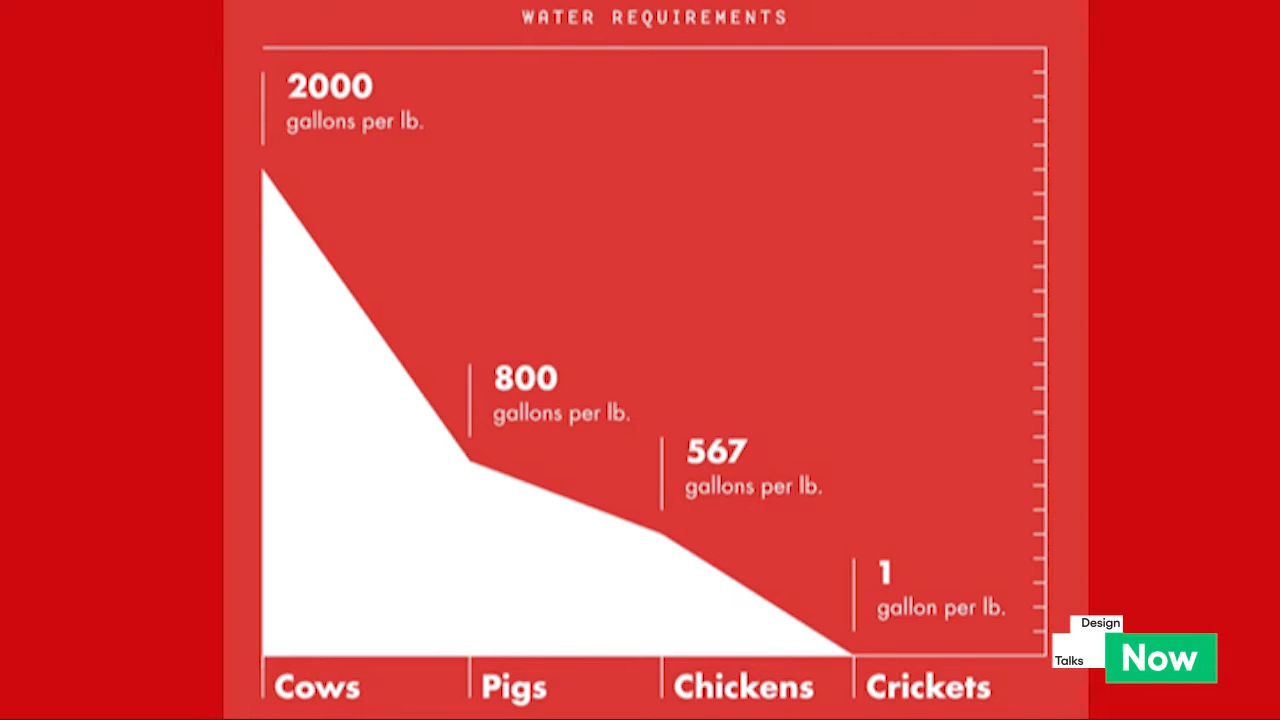 WATER REQUIREMENTS
2000
gallons per lb.
800
gallons per lb.
567
gallons per lb.
1
gallon per lb.
Cows
Pigs
Chickens
Crickets
Design
Talks
Now